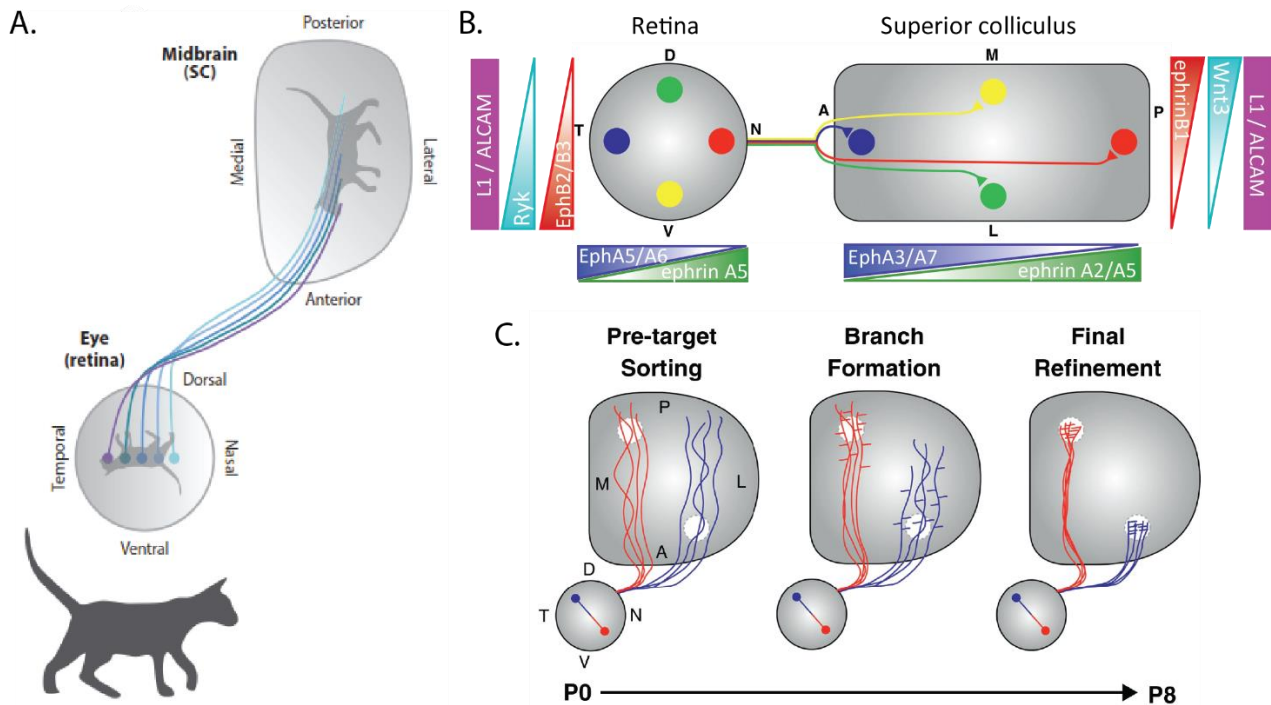 A.
Posterior
Midbrain
(SC)
Medial
Lateral
Anterior
Eye
(retina)
Dorsal
Temporal
Nasal
Ventral
B.
Retina
Superior colliculus
D
M
L1 / ALCAM
Ryk
EphB2/B3
T
N
A
P
V
L
ephrinB1
Wnt3
L1 / ALCAM
EphA5/A6
ephrin A5
EphA3/A7
ephrin A2/A5
C.
Pre-target
Sorting
Branch
Formation
Final
Refinement
P
M
L
A
D
T
N
V
P0
P8